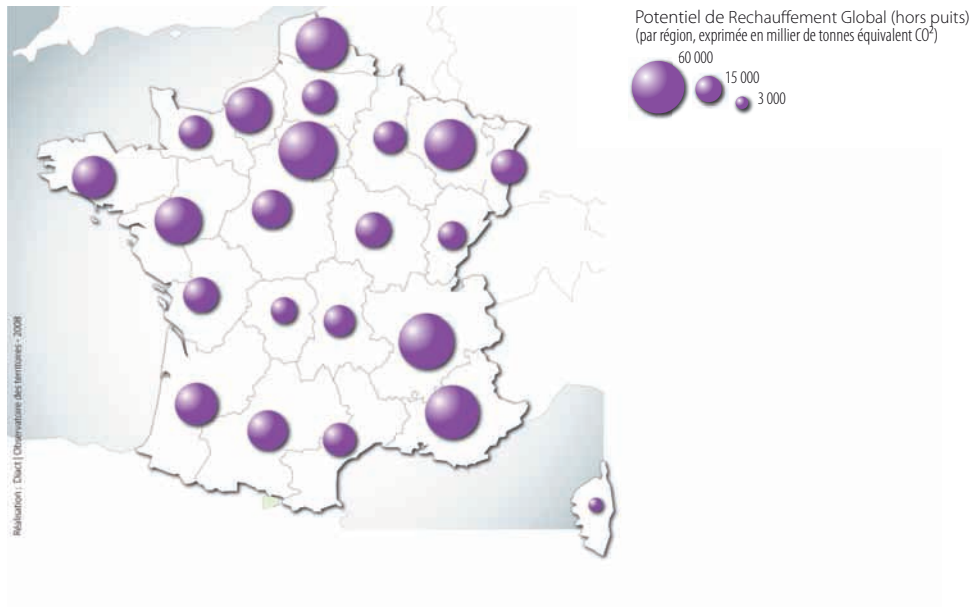 Potentiel de Rechauffement Global (hors puits)
(par région, exprimée en millier de tonnes équivalent CO²)
60 000
15 000
3 000
Réalisation : Diact | Observatoire des territoires - 2008